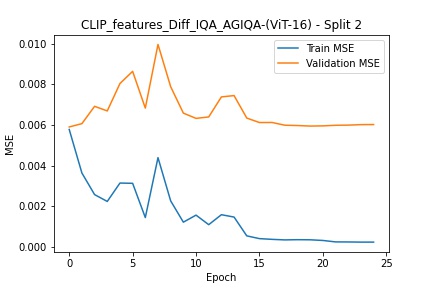 CLIP_features_Diff_IQA_AGIQA-(ViT-16) - Split 2
Train MSE
Validation MSE
0.010
0.008
0.006
0.004
0.002
0.000
MSE
0 5 10 15 20 25
Epoch